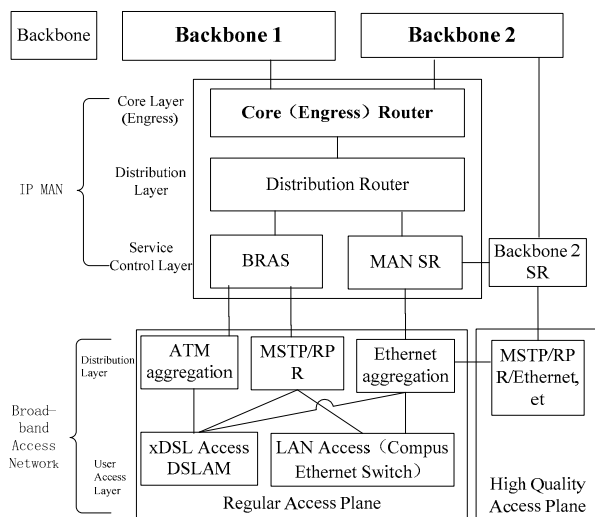 Backbone
Backbone 1
Backbone 2
Core Layer
(Engress)
Core（Engress）Router
IP MAN
Distribution
Layer
Distribution Router
Service
Control Layer
BRAS
MAN SR
Backbone 2
SR
Distribution
Layer
ATM
aggregation
MSTP/RP
R
Ethernet
aggregation
MSTP/RP
R/Ethernet,
et
Broad-
band
Access
Network
User
Access
Layer
xDSL Access
DSLAM
LAN Access（Compus
Ethernet Switch）
Regular Access Plane
High Quality
Access Plane